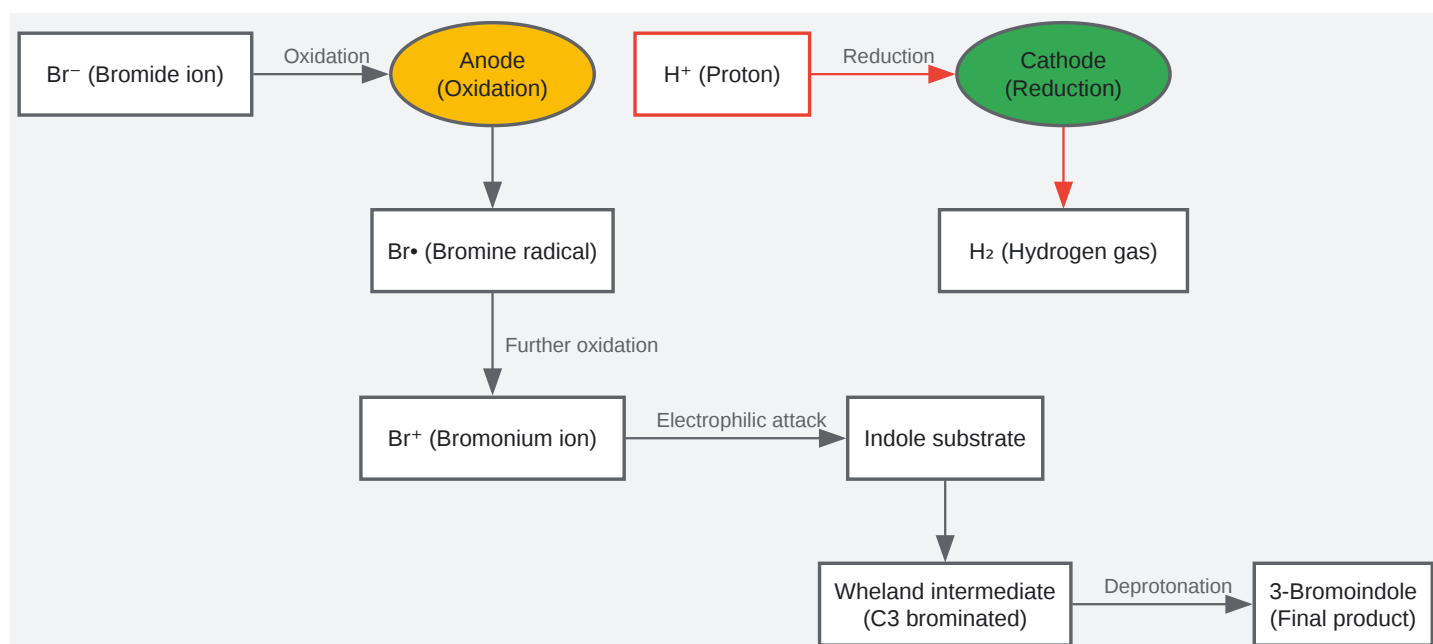 Br⁻ (Bromide ion)
Oxidation
Anode
(Oxidation)
H⁺ (Proton)
Reduction
Cathode
(Reduction)
Br• (Bromine radical)
H₂ (Hydrogen gas)
Further oxidation
Br⁺ (Bromonium ion)
Electrophilic attack
Indole substrate
Wheland intermediate
(C3 brominated)
Deprotonation
3-Bromoindole
(Final product)